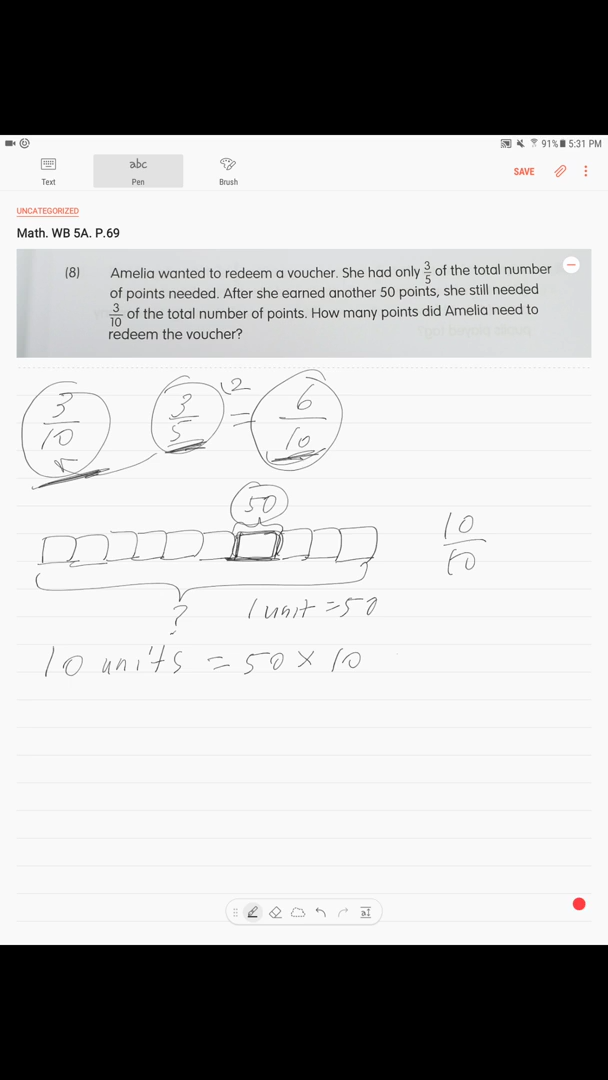 91% 5:31 PM
Text
abc
Pen
Brush
SAVE
UNCATEGORIZED
Math. WB 5A. P.69
(8) Amelia wanted to redeem a voucher. She had only 3/5 of the total number
of points needed. After she earned another 50 points, she still needed
3/10 of the total number of points. How many points did Amelia need to
redeem the voucher?
3/10 3/5 ×2 = 6/10
50
10/10
?
1 unit = 50
10 units = 50 × 10